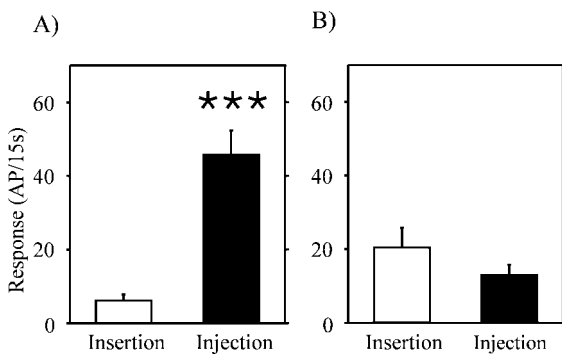 A)
B)
Response (AP/15s)
60
40
20
0
***
Insertion
Injection
60
40
20
0
Insertion
Injection